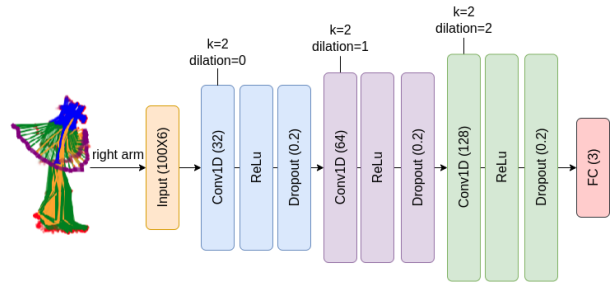 k=2
dilation=0
k=2
dilation=1
k=2
dilation=2
right arm
Input (100X6)
Conv1D (32)
ReLu
Dropout (0.2)
Conv1D (64)
ReLu
Dropout (0.2)
Conv1D (128)
ReLu
Dropout (0.2)
FC (3)